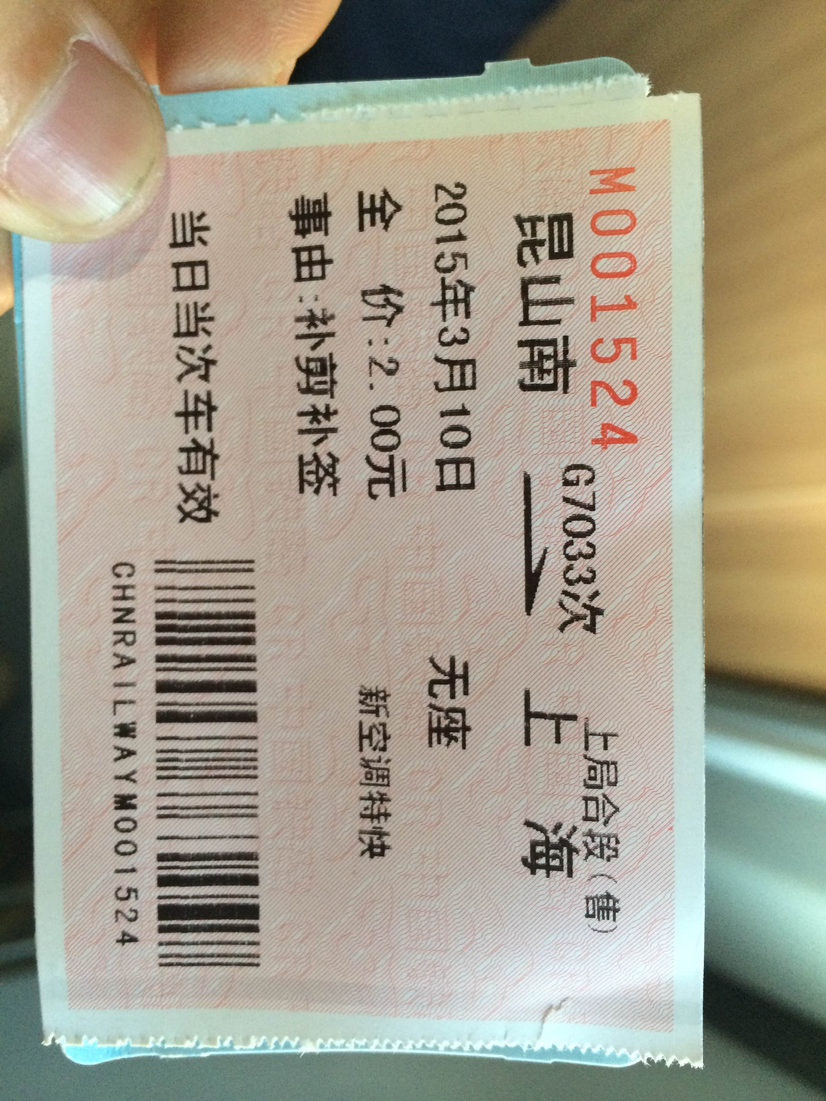 M001524
上局合段(售)
G7033次
昆山南
上海
2015年3月10日
无座
全 价:2.00元
新空调特快
事由:补剪补签
当日当次车有效
CHNRAILWAYM001524